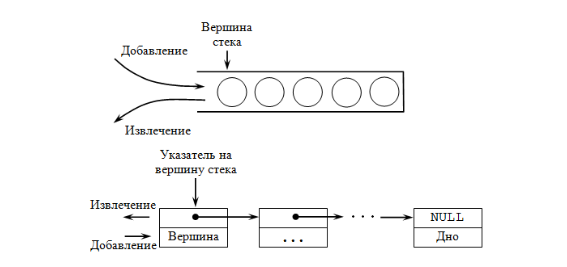 Вершина
стека
Добавление
Извлечение
Указатель на
вершину стека
Извлечение
Добавление
Вершина
...
...
NULL
Дно